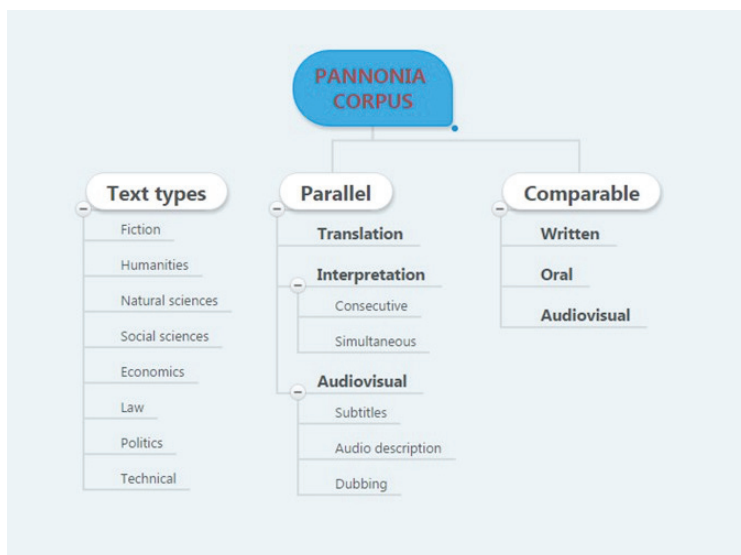 PANNONIA
CORPUS
Text types
Fiction
Humanities
Natural sciences
Social sciences
Economics
Law
Politics
Technical
Parallel
Translation
Interpretation
Consecutive
Simultaneous
Audiovisual
Subtitles
Audio description
Dubbing
Comparable
Written
Oral
Audiovisual